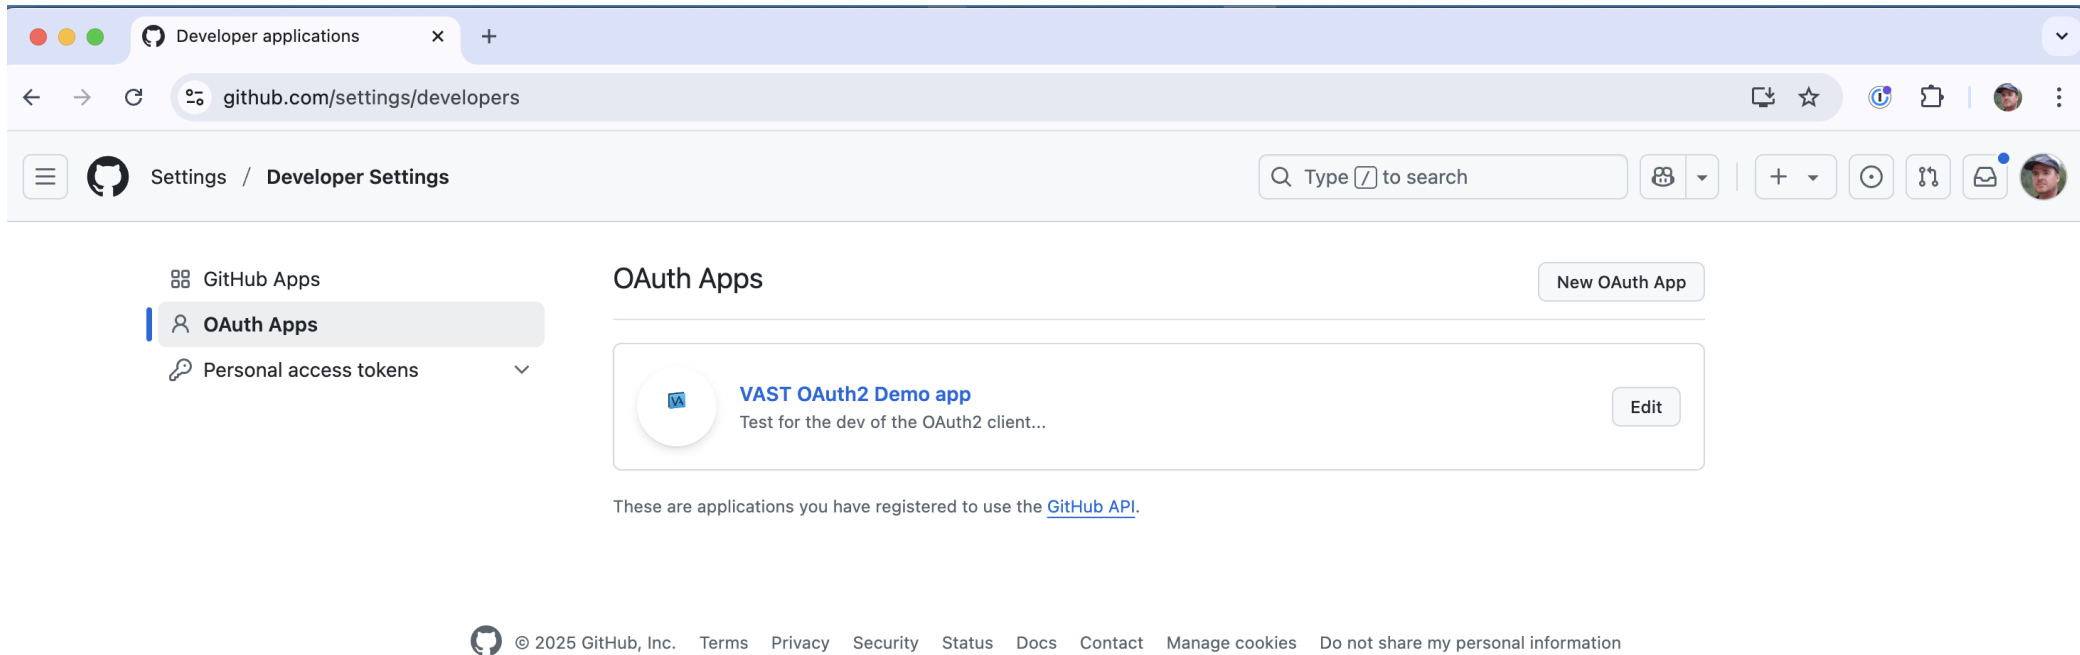 Developer applications
github.com/settings/developers
Settings / Developer Settings
Type / to search
GitHub Apps
OAuth Apps
Personal access tokens
OAuth Apps
New OAuth App
VA
VAST OAuth2 Demo app
Test for the dev of the OAuth2 client...
Edit
These are applications you have registered to use the GitHub API.
© 2025 GitHub, Inc. Terms Privacy Security Status Docs Contact Manage cookies Do not share my personal information